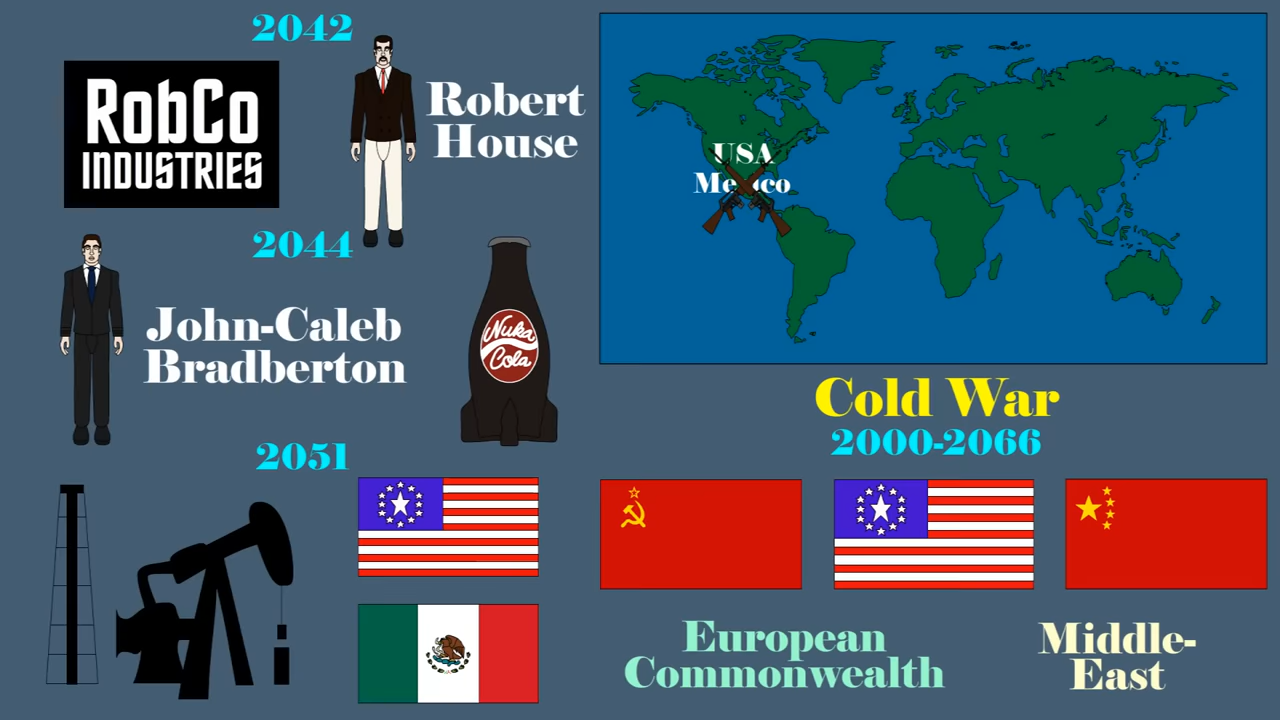 2042
RobCo
INDUSTRIES
Robert
House
2044
John-Caleb
Bradberton
Nuka
Cola
2051
USA
Mexico
Cold War
2000-2066
European
Commonwealth
Middle-
East